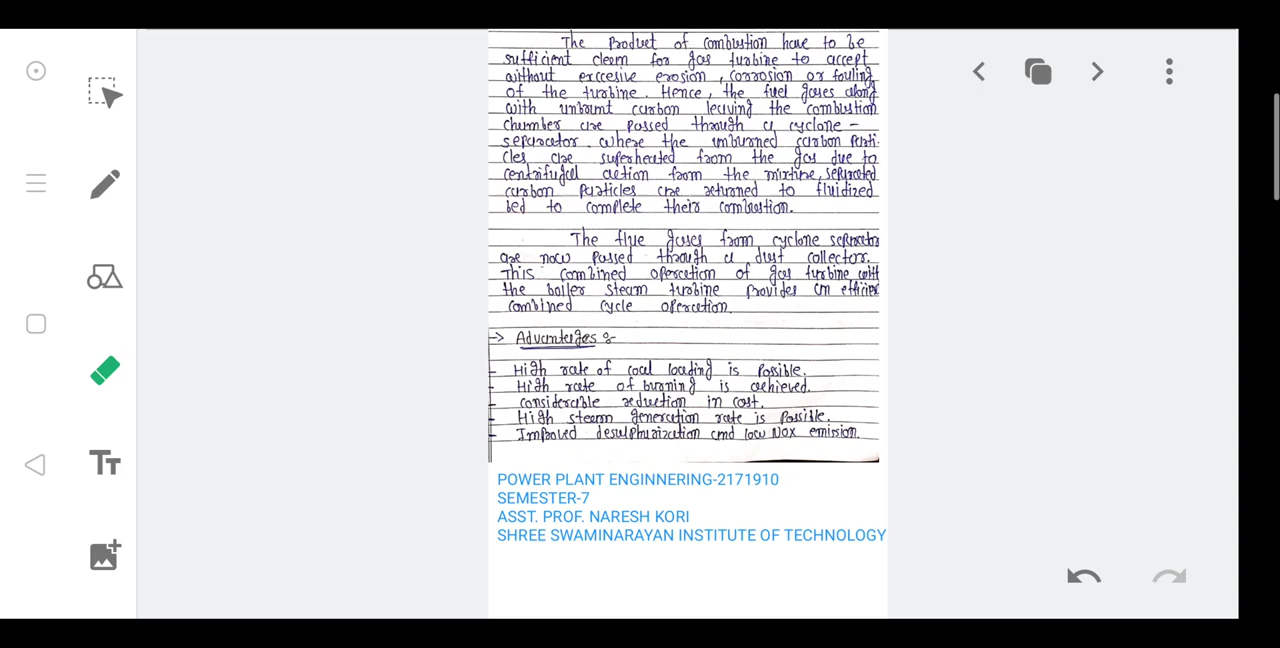 The Product of combustion have to be
sufficient cleam for gas turbine to accept
without exccesive erosion, corrosion or fouling
of the turbine. Hence, the fuel gases along
with unburnt carbon leaving the combustion
chumber are passed through a cyclone -
separator where the unburned carbon Parti-
cles are superheated from the gas due to
centrifugal action from the mixtine, separated
carbon particles are returned to fluidized
bed to complete their combustion.
The flue gases from cyclone seprator
are now passed through a dust collector.
This combined operation of gas turbine with
the boiler steam turbine provides an efficient
combined cycle operation.
-> Advantages :-
- High rate of coal loading is Possible.
- High rate of burning is achieved.
- considerable reduction in cost.
- High steam generation rate is Possible.
- Improved desulphurization and low NOX emission.
POWER PLANT ENGINNERING-2171910
SEMESTER-7
ASST. PROF. NARESH KORI
SHREE SWAMINARAYAN INSTITUTE OF TECHNOLOGY
TT